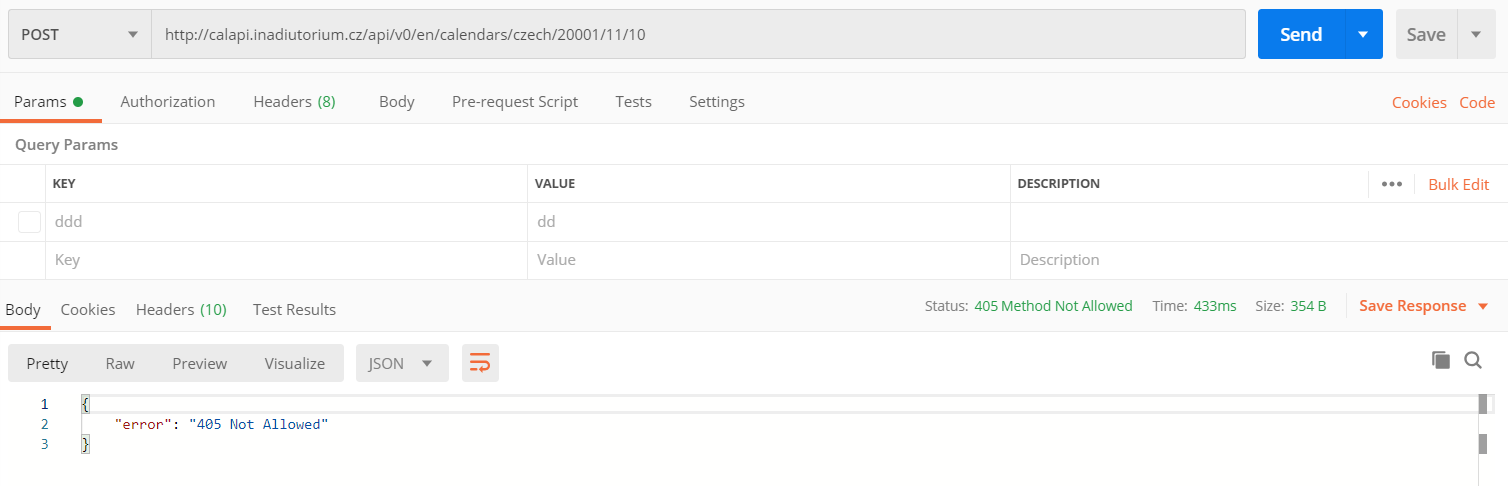 POST http://calapi.inadiutorium.cz/api/v0/en/calendars/czech/20001/11/10 Send Save
Params Authorization Headers (8) Body Pre-request Script Tests Settings Cookies Code
Query Params
KEY VALUE DESCRIPTION ••• Bulk Edit
ddd dd
Key Value Description
Body Cookies Headers (10) Test Results Status: 405 Method Not Allowed Time: 433ms Size: 354 B Save Response
Pretty Raw Preview Visualize JSON
1 {
2 "error": "405 Not Allowed"
3 }